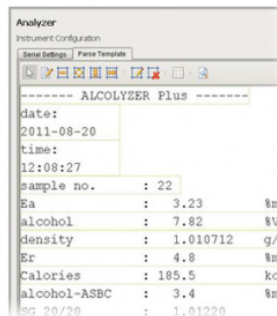 Analyzer
Instrument Configuration
Serial Settings Parse Template
------- ALCOLYZER Plus -------
date:
2011-08-20
time:
12:08:27
sample no. : 22
Ea : 3.23 %m
alcohol : 7.82 %V
density : 1.010712 g/
Er : 4.8 %m
Calories : 185.5 kc
alcohol-ASBC : 3.4 %m
SG 20/20 : 1.01220